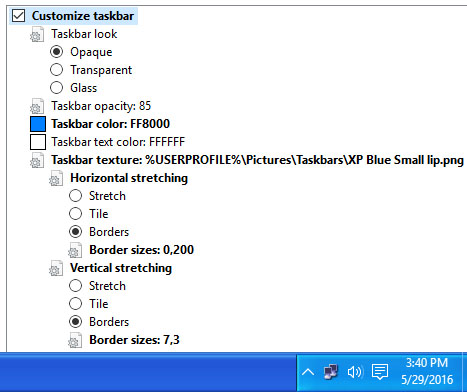 Customize taskbar
Taskbar look
Opaque
Transparent
Glass
Taskbar opacity: 85
Taskbar color: FF8000
Taskbar text color: FFFFFF
Taskbar texture: %USERPROFILE%\Pictures\Taskbars\XP Blue Small lip.png
Horizontal stretching
Stretch
Tile
Borders
Border sizes: 0,200
Vertical stretching
Stretch
Tile
Borders
Border sizes: 7,3
3:40 PM
5/29/2016